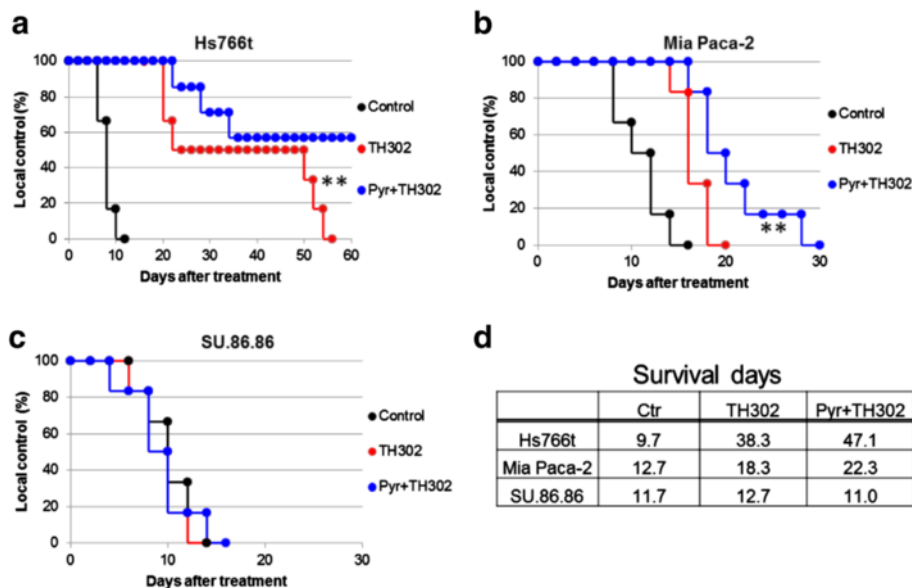 a
Hs766t
Local control (%)
100
80
60
40
20
0
0 10 20 30 40 50 60
Days after treatment
**
Control
TH302
Pyr+TH302
b
Mia Paca-2
Local control (%)
100
80
60
40
20
0
0 10 20 30
Days after treatment
**
Control
TH302
Pyr+TH302
c
SU.86.86
Local control (%)
100
80
60
40
20
0
0 10 20 30
Days after treatment
Control
TH302
Pyr+TH302
d
Survival days
Ctr TH302 Pyr+TH302
Hs766t 9.7 38.3 47.1
Mia Paca-2 12.7 18.3 22.3
SU.86.86 11.7 12.7 11.0